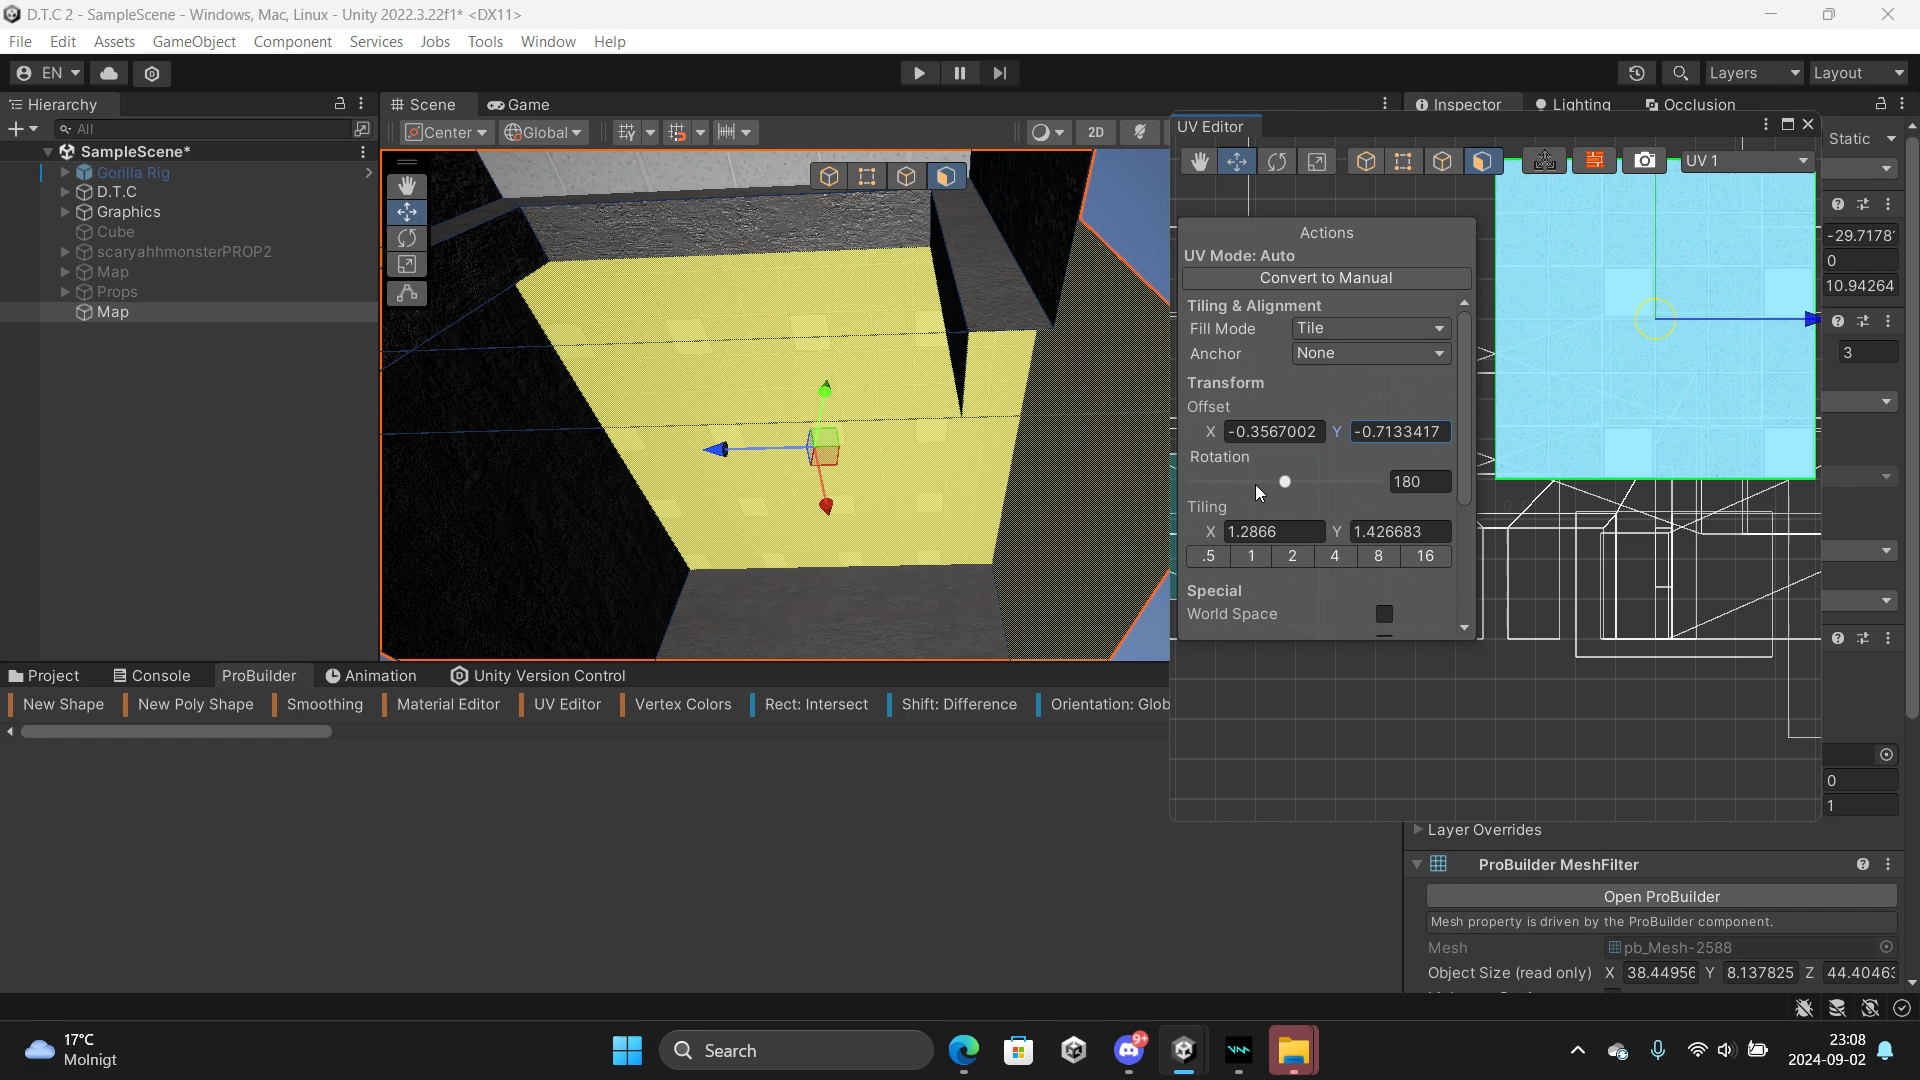 D.T.C 2 - SampleScene - Windows, Mac, Linux - Unity 2022.3.22f1* <DX11>
File Edit Assets GameObject Component Services Jobs Tools Window Help
EN Layers Layout
Hierarchy
All
SampleScene*
Gorilla Rig
D.T.C
Graphics
Cube
scaryahhmonsterPROP2
Map
Props
Map
Scene Game
Center Global 2D
Inspector Lighting Occlusion
Static
-29.7178
0
10.94264
3
0
1
UV Editor
UV 1
Actions
UV Mode: Auto
Convert to Manual
Tiling & Alignment
Fill Mode Tile
Anchor None
Transform
Offset
X -0.3567002 Y -0.7133417
Rotation
180
Tiling
X 1.2866 Y 1.426683
.5 1 2 4 8 16
Special
World Space
Project Console ProBuilder Animation Unity Version Control
New Shape New Poly Shape Smoothing Material Editor UV Editor Vertex Colors Rect: Intersect Shift: Difference Orientation: Glob
Layer Overrides
ProBuilder MeshFilter
Open ProBuilder
Mesh property is driven by the ProBuilder component.
Mesh pb_Mesh-2588
Object Size (read only) X 38.44956 Y 8.137825 Z 44.40463
17°C
Molnigt
Search
9+
23:08
2024-09-02